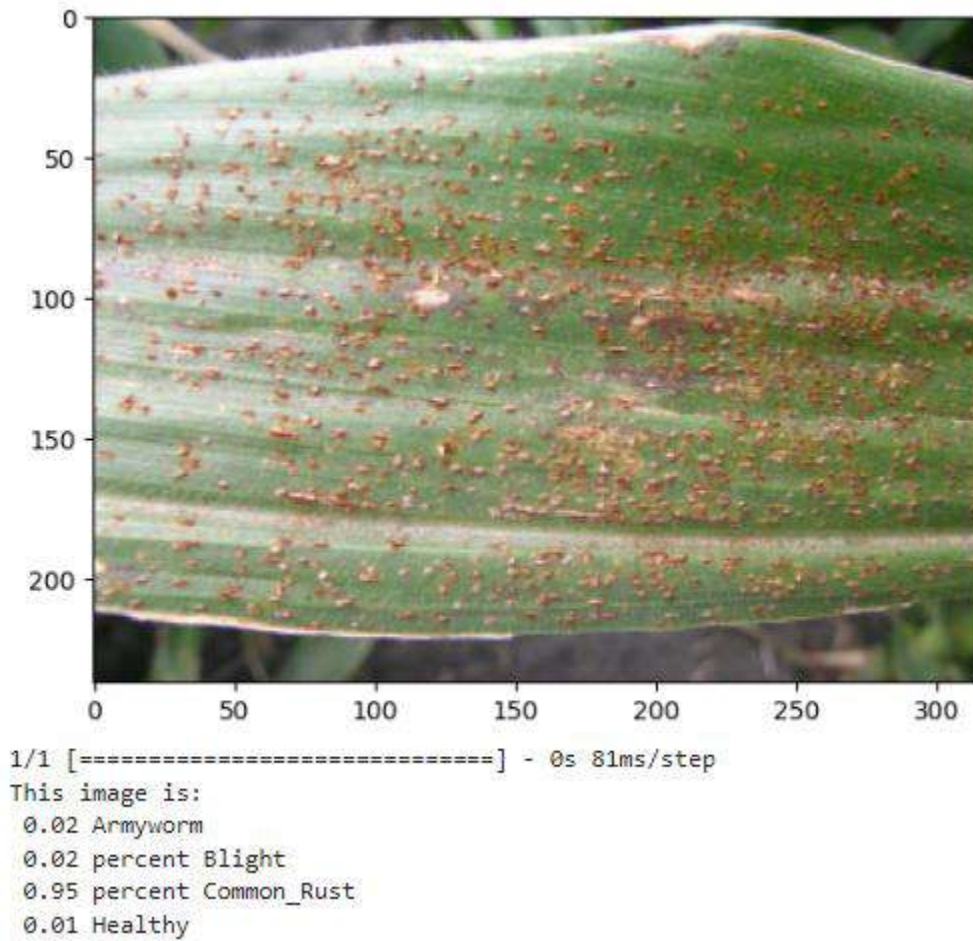 0
50
100
150
200
0 50 100 150 200 250 300
1/1 [==============================] - 0s 81ms/step
This image is:
0.02 Armyworm
0.02 percent Blight
0.95 percent Common_Rust
0.01 Healthy